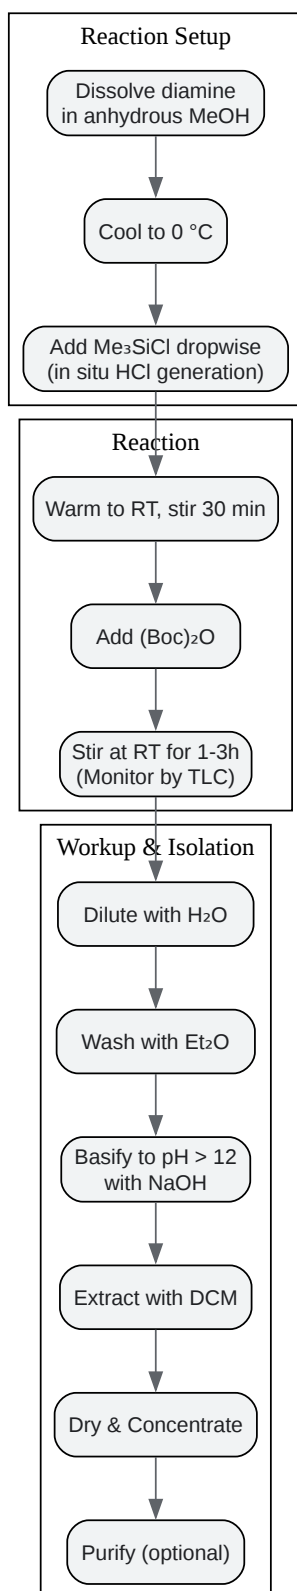 Reaction Setup
Dissolve diamine
in anhydrous MeOH
Cool to 0 °C
Add Me₃SiCl dropwise
(in situ HCl generation)
Reaction
Warm to RT, stir 30 min
Add (Boc)₂O
Stir at RT for 1-3h
(Monitor by TLC)
Workup & Isolation
Dilute with H₂O
Wash with Et₂O
Basify to pH > 12
with NaOH
Extract with DCM
Dry & Concentrate
Purify (optional)